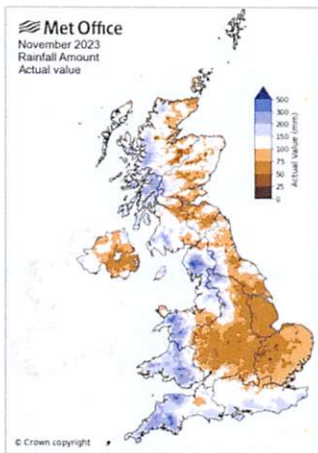 Met Office
November 2023
Rainfall Amount
Actual value
500
300
200
150
100
75
50
25
0
Actual Value (mm)
© Crown copyright